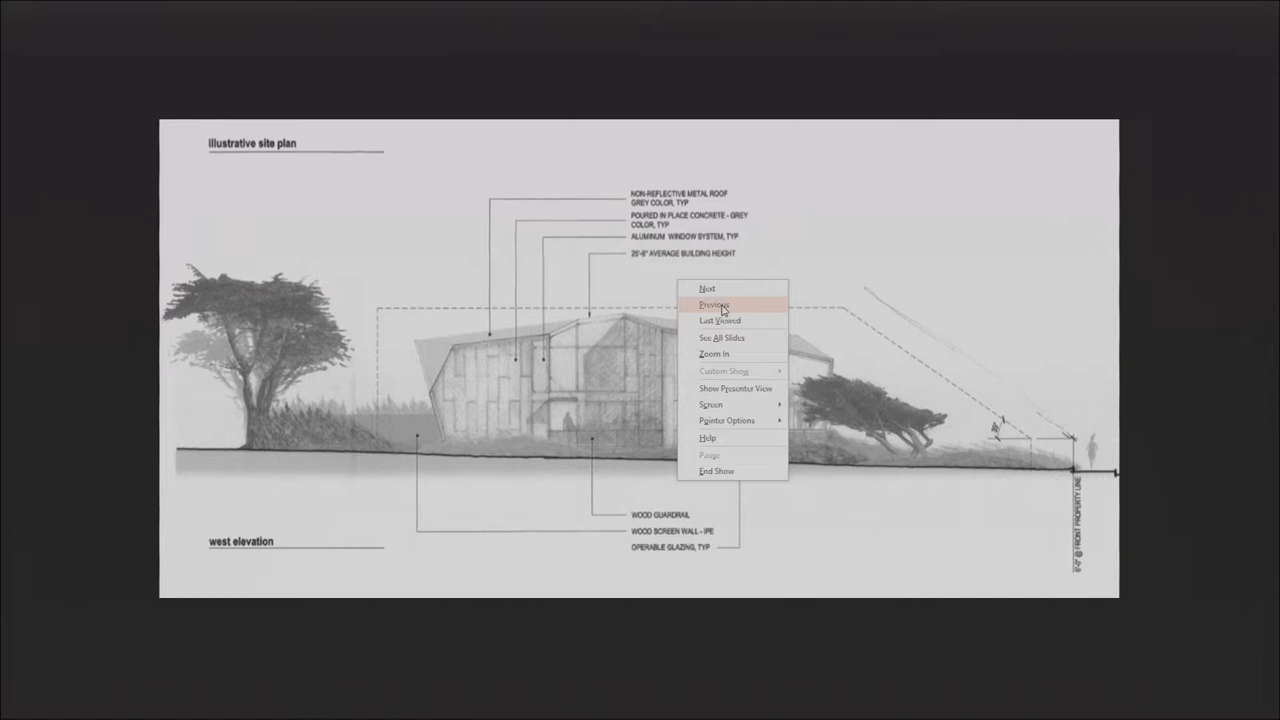 illustrative site plan
NON-REFLECTIVE METAL ROOF
GREY COLOR, TYP
POURED IN PLACE CONCRETE - GREY
COLOR, TYP
ALUMINUM WINDOW SYSTEM, TYP
25'-6" AVERAGE BUILDING HEIGHT
Next
Previous
Last Viewed
See All Slides
Zoom In
Custom Show
Show Presenter View
Screen
Pointer Options
Help
Pause
End Show
WOOD GUARDRAIL
WOOD SCREEN WALL - IPE
OPERABLE GLAZING, TYP
west elevation
6'-0" @ FRONT PROPERTY LINE